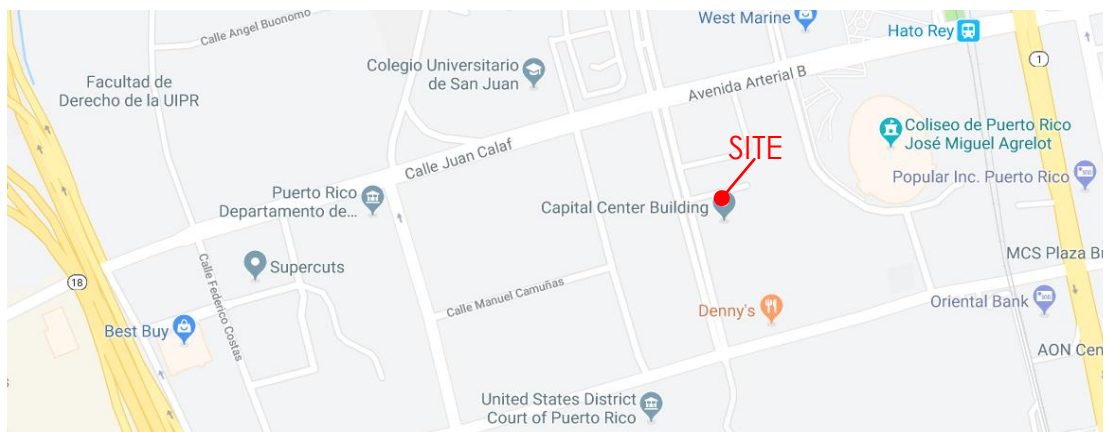 West Marine
Hato Rey
Calle Angel Buonomo
1
Colegio Universitario
de San Juan
Facultad de
Derecho de la UIPR
Avenida Arterial B
Coliseo de Puerto Rico
José Miguel Agrelot
SITE
Calle Juan Calaf
Popular Inc. Puerto Rico
Puerto Rico
Departamento de...
Capital Center Building
MCS Plaza Bu
Supercuts
18
Calle Federico Costas
Calle Manuel Camuñas
Oriental Bank
Denny's
Best Buy
AON Cen
United States District
Court of Puerto Rico